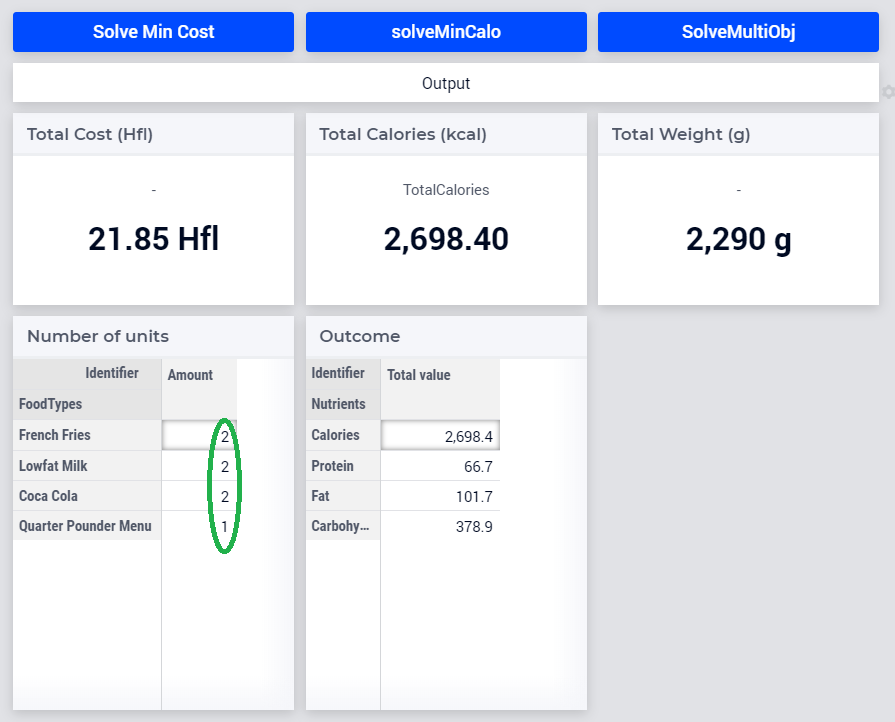 Solve Min Cost
solveMinCalo
SolveMultiObj
Output
Total Cost (Hfl)
-
21.85 Hfl
Total Calories (kcal)
TotalCalories
2,698.40
Total Weight (g)
-
2,290 g
Number of units
Identifier Amount
FoodTypes
French Fries 2
Lowfat Milk 2
Coca Cola 2
Quarter Pounder Menu 1
Outcome
Identifier Total value
Nutrients
Calories 2,698.4
Protein 66.7
Fat 101.7
Carbohy... 378.9